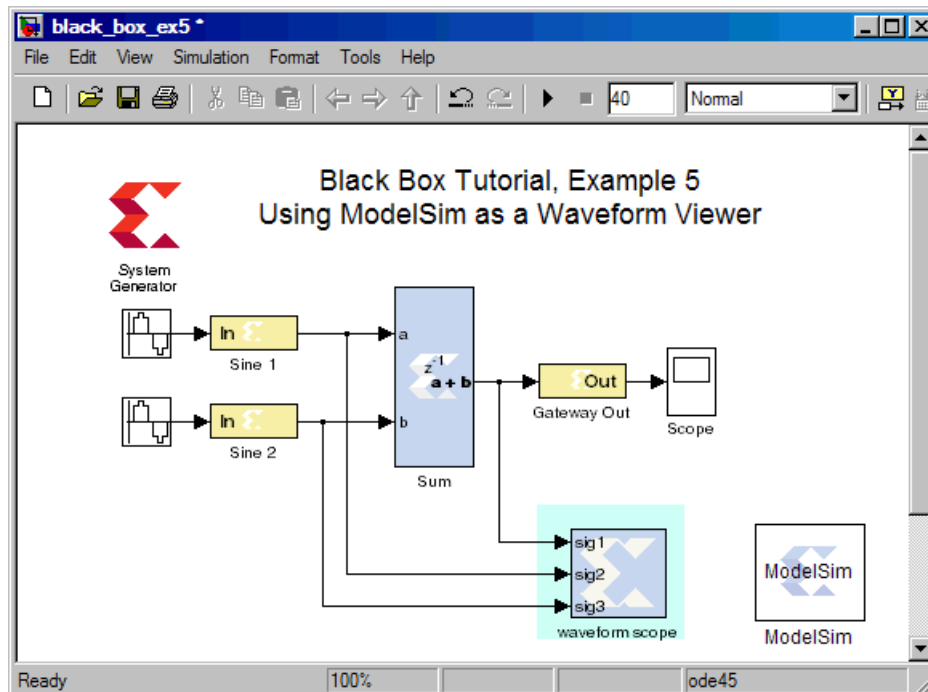 black_box_ex5 *
File Edit View Simulation Format Tools Help
40 Normal
Black Box Tutorial, Example 5
Using ModelSim as a Waveform Viewer
System
Generator
In
Sine 1
In
Sine 2
a
b
z-1
a + b
Sum
Out
Gateway Out
Scope
sig1
sig2
sig3
waveform scope
ModelSim
ModelSim
Ready 100% ode45